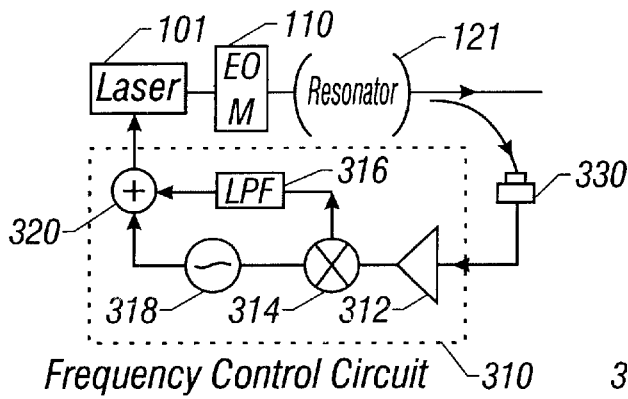 101
110
121
Laser
EO
M
Resonator
320
LPF
316
330
318
314
312
Frequency Control Circuit
310
3